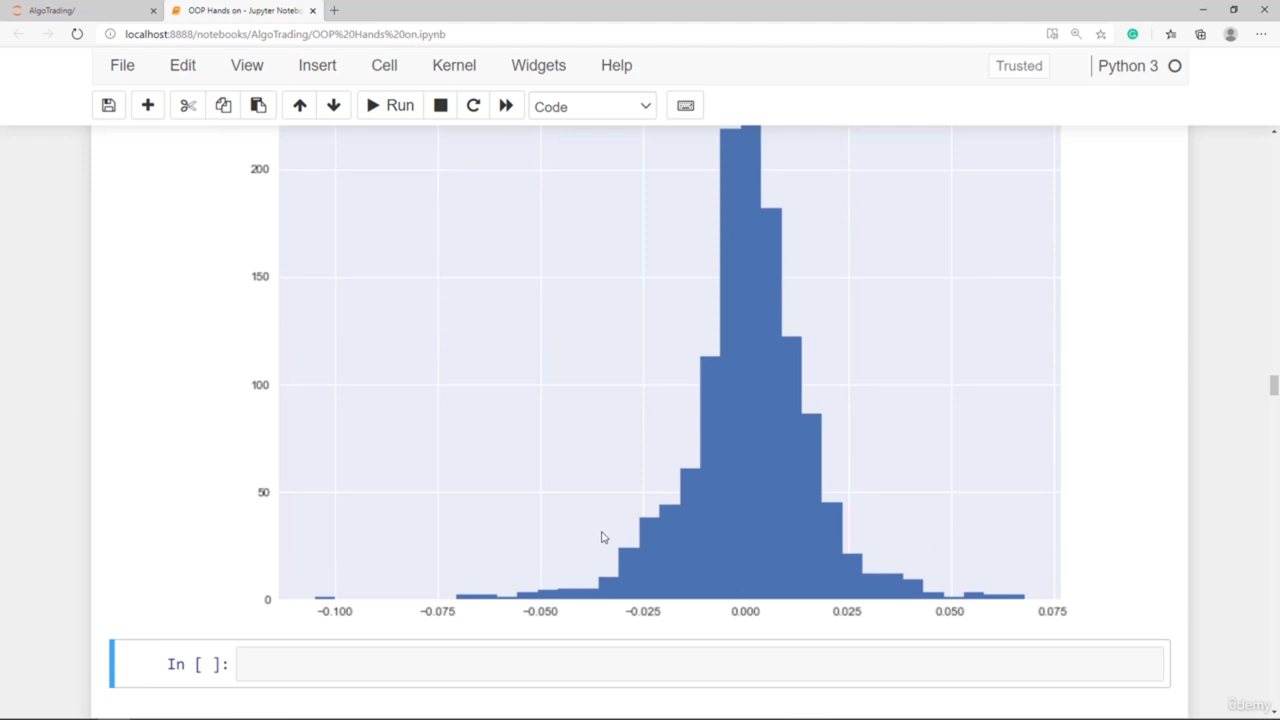 AlgoTrading/
OOP Hands on - Jupyter Notebo
localhost:8888/notebooks/AlgoTrading/OOP%20Hands%20on.ipynb
File Edit View Insert Cell Kernel Widgets Help Trusted Python 3
Run Code
200
150
100
50
0
−0.100 −0.075 −0.050 −0.025 0.000 0.025 0.050 0.075
In [ ]:
ûdemy